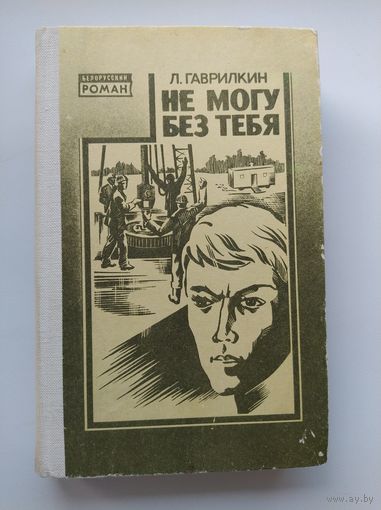 БЕЛОРУССКИЙ
РОМАН
Л. ГАВРИЛКИН
НЕ МОГУ
БЕЗ ТЕБЯ
www.ay.by